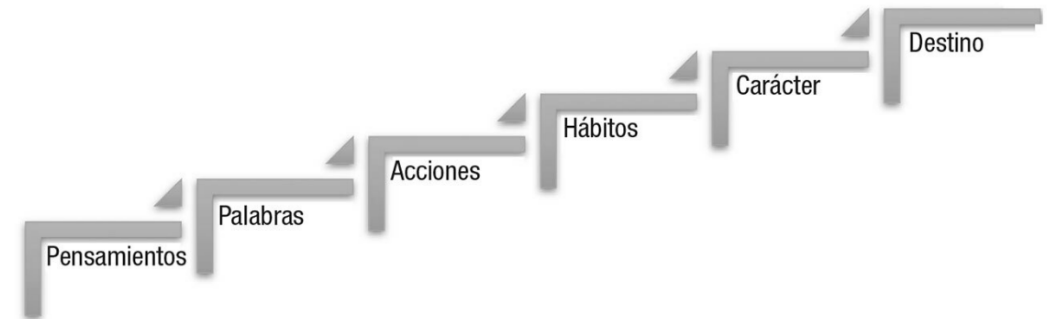 Pensamientos
Palabras
Acciones
Hábitos
Carácter
Destino